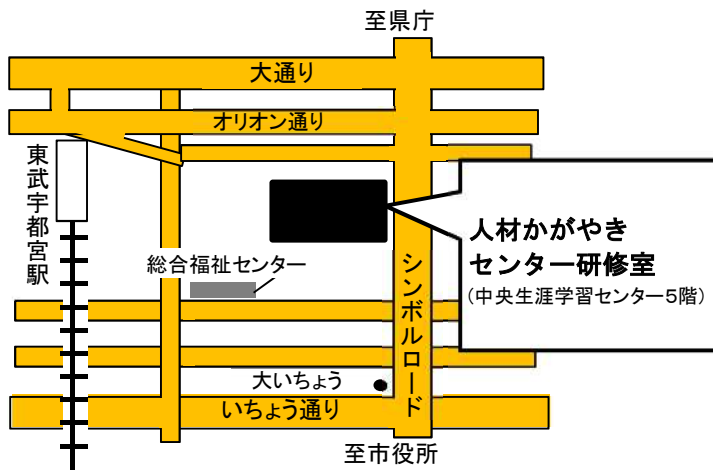 至県庁
大通り
オリオン通り
東武宇都宮駅
人材かがやき
センター研修室
(中央生涯学習センター5階)
総合福祉センター
シンボルロード
大いちょう
いちょう通り
至市役所